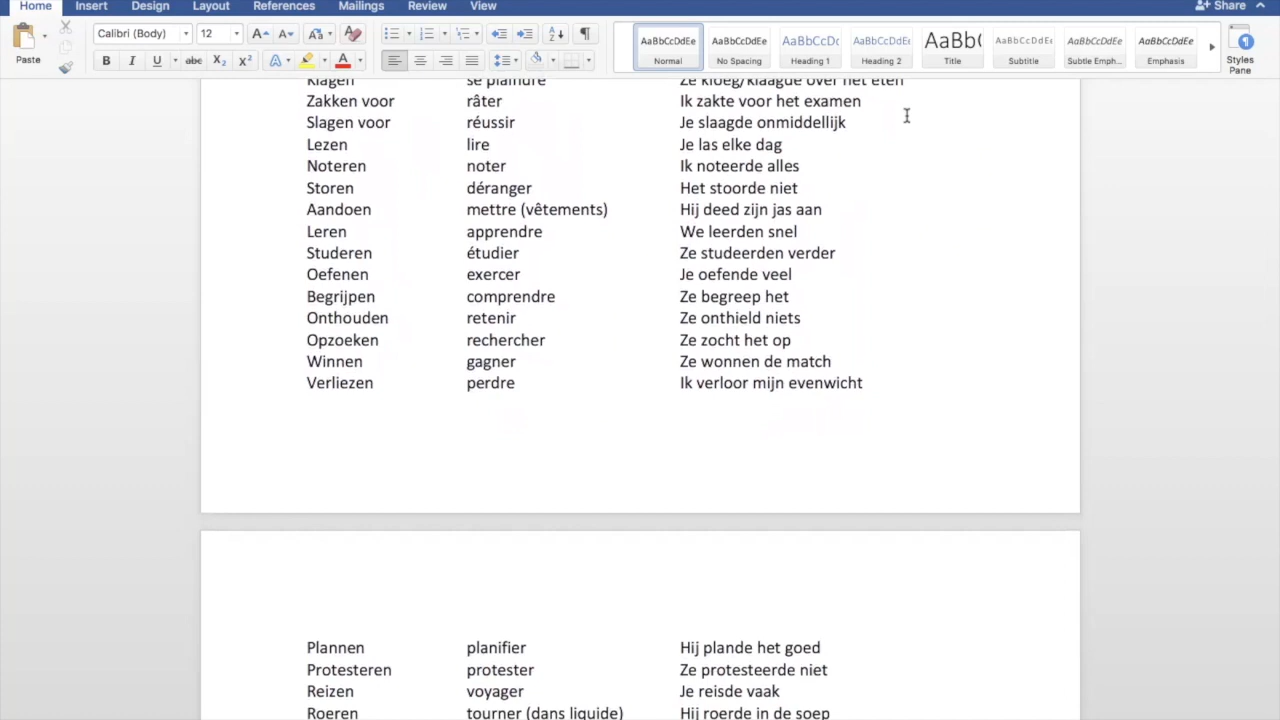 Home Insert Design Layout References Mailings Review View Share
Calibri (Body) 12
Paste
B I U abc X2 X2 A A
AaBbCcDdEe AaBbCcDdEe AaBbCcDc AaBbCcDdEe AaBb( AaBbCcDdEe AaBbCcDdEe AaBbCcDdEe
Normal No Spacing Heading 1 Heading 2 Title Subtitle Subtle Emph... Emphasis Styles Pane
Klagen se plaindre Ze kloeg/klaagde over het eten
Zakken voor râter Ik zakte voor het examen
Slagen voor réussir Je slaagde onmiddellijk
Lezen lire Je las elke dag
Noteren noter Ik noteerde alles
Storen déranger Het stoorde niet
Aandoen mettre (vêtements) Hij deed zijn jas aan
Leren apprendre We leerden snel
Studeren étudier Ze studeerden verder
Oefenen exercer Je oefende veel
Begrijpen comprendre Ze begreep het
Onthouden retenir Ze onthield niets
Opzoeken rechercher Ze zocht het op
Winnen gagner Ze wonnen de match
Verliezen perdre Ik verloor mijn evenwicht
Plannen planifier Hij plande het goed
Protesteren protester Ze protesteerde niet
Reizen voyager Je reisde vaak
Roeren tourner (dans liquide) Hij roerde in de soep